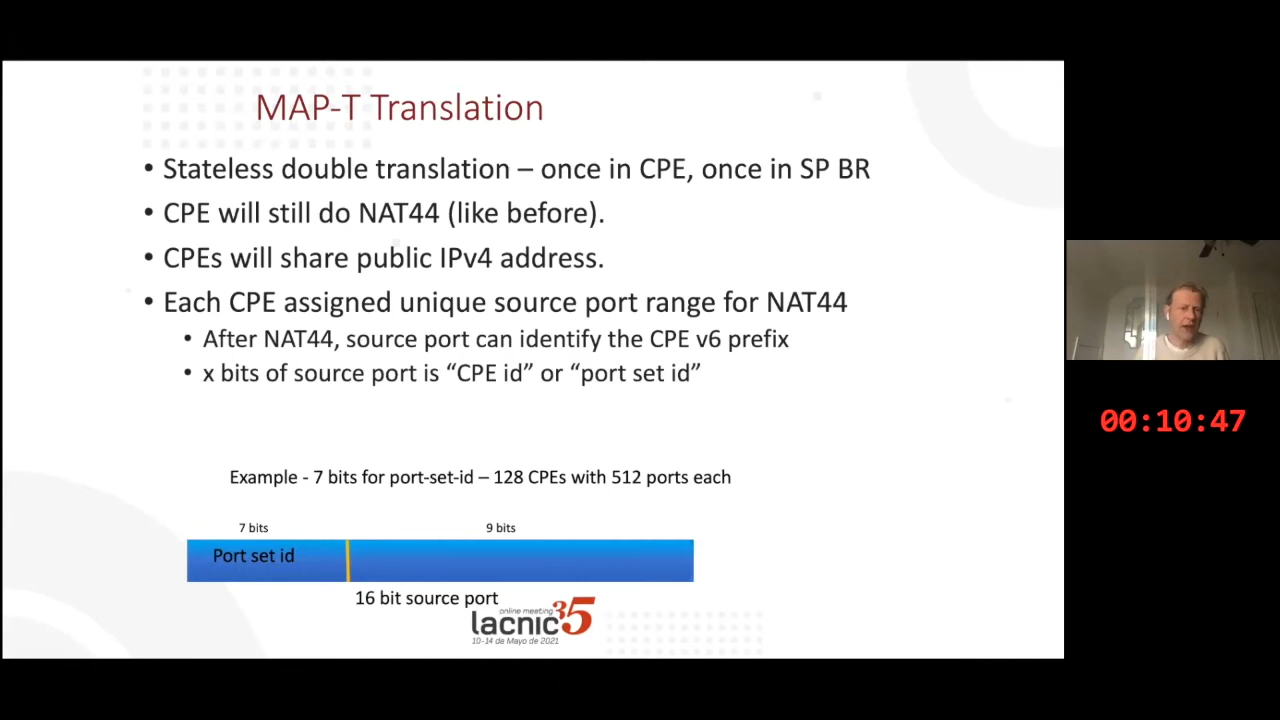 MAP-T Translation
• Stateless double translation – once in CPE, once in SP BR
• CPE will still do NAT44 (like before).
• CPEs will share public IPv4 address.
• Each CPE assigned unique source port range for NAT44
• After NAT44, source port can identify the CPE v6 prefix
• x bits of source port is “CPE id” or “port set id”
00:10:47
Example - 7 bits for port-set-id – 128 CPEs with 512 ports each
7 bits
9 bits
Port set id
16 bit source port
online meeting
lacnic35
10-14 de Mayo de 2021